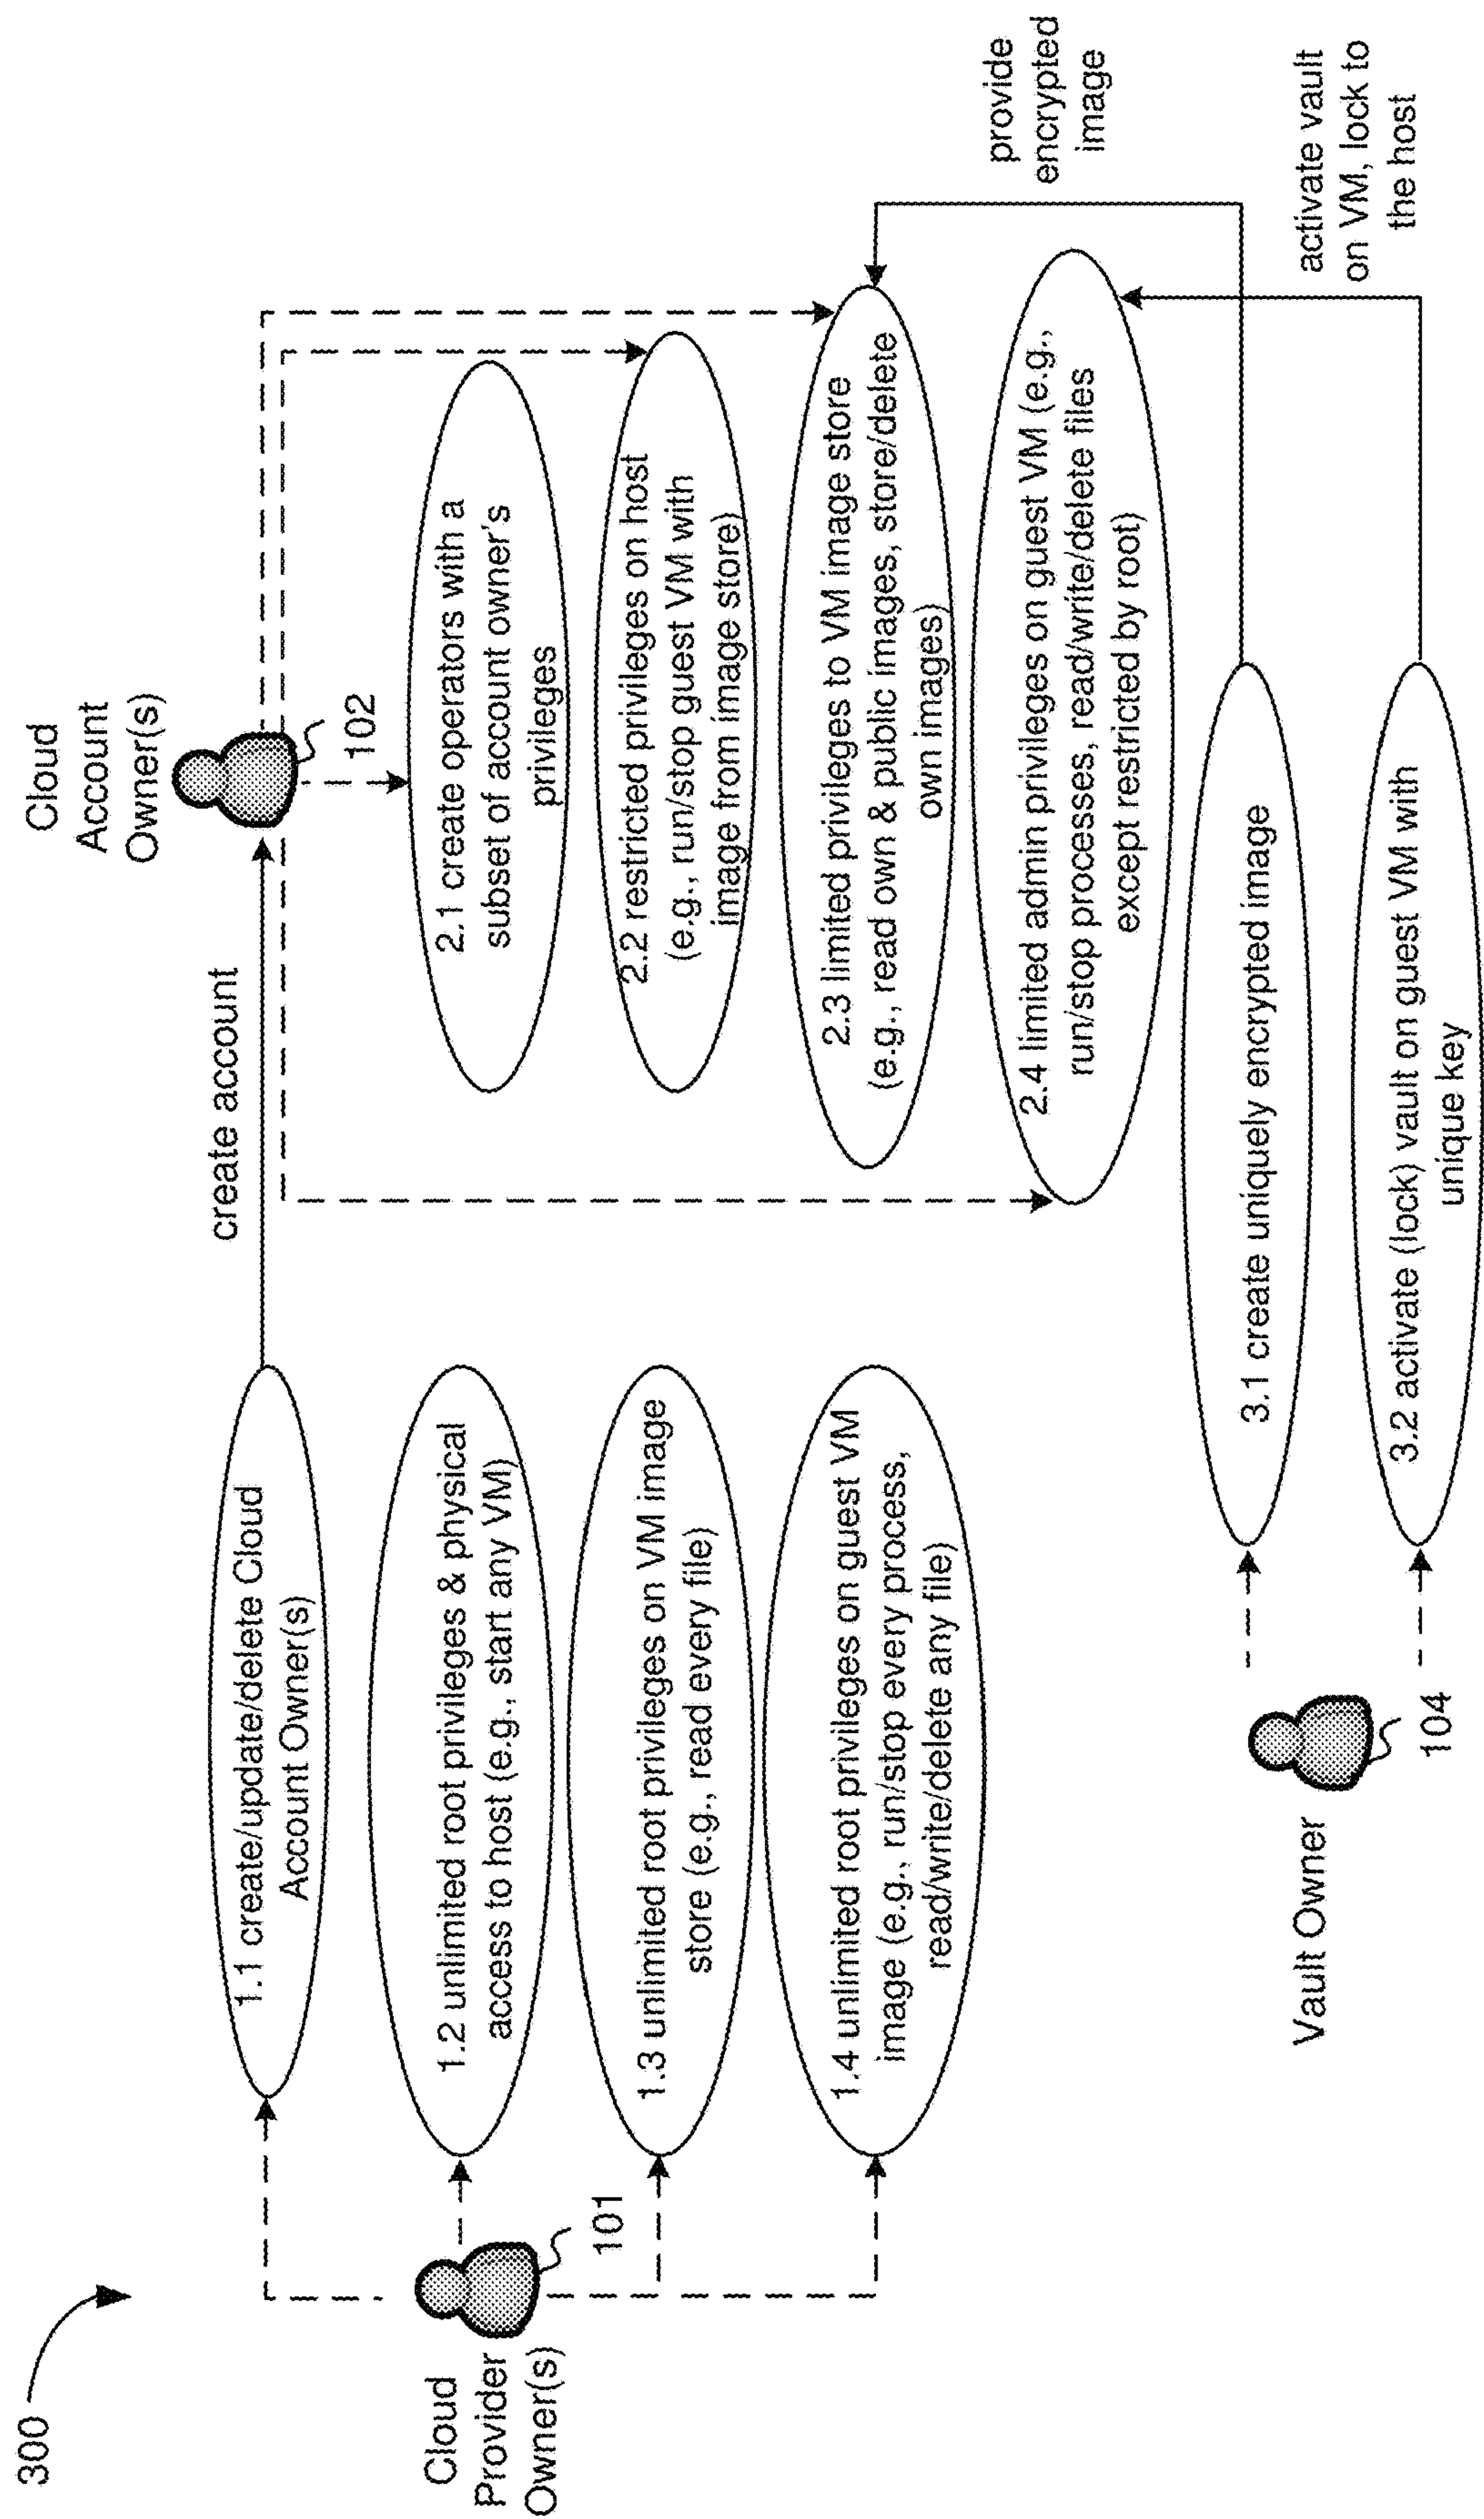 300
Cloud
Provider
Owner(s)
101
1.1 create/update/delete Cloud
Account Owner(s)
1.2 unlimited root privileges & physical
access to host (e.g., start any VM)
1.3 unlimited root privileges on VM image
store (e.g., read every file)
1.4 unlimited root privileges on guest VM
image (e.g., run/stop every process,
read/write/delete any file)
create account
Cloud
Account
Owner(s)
102
2.1 create operators with a
subset of account owner's
privileges
2.2 restricted privileges on host
(e.g., run/stop guest VM with
image from image store)
2.3 limited privileges to VM image store
(e.g., read own & public images, store/delete
own images)
2.4 limited admin privileges on guest VM (e.g.,
run/stop processes, read/write/delete files
except restricted by root)
Vault Owner
104
3.1 create uniquely encrypted image
3.2 activate (lock) vault on guest VM with
unique key
provide
encrypted
image
activate vault
on VM, lock to
the host